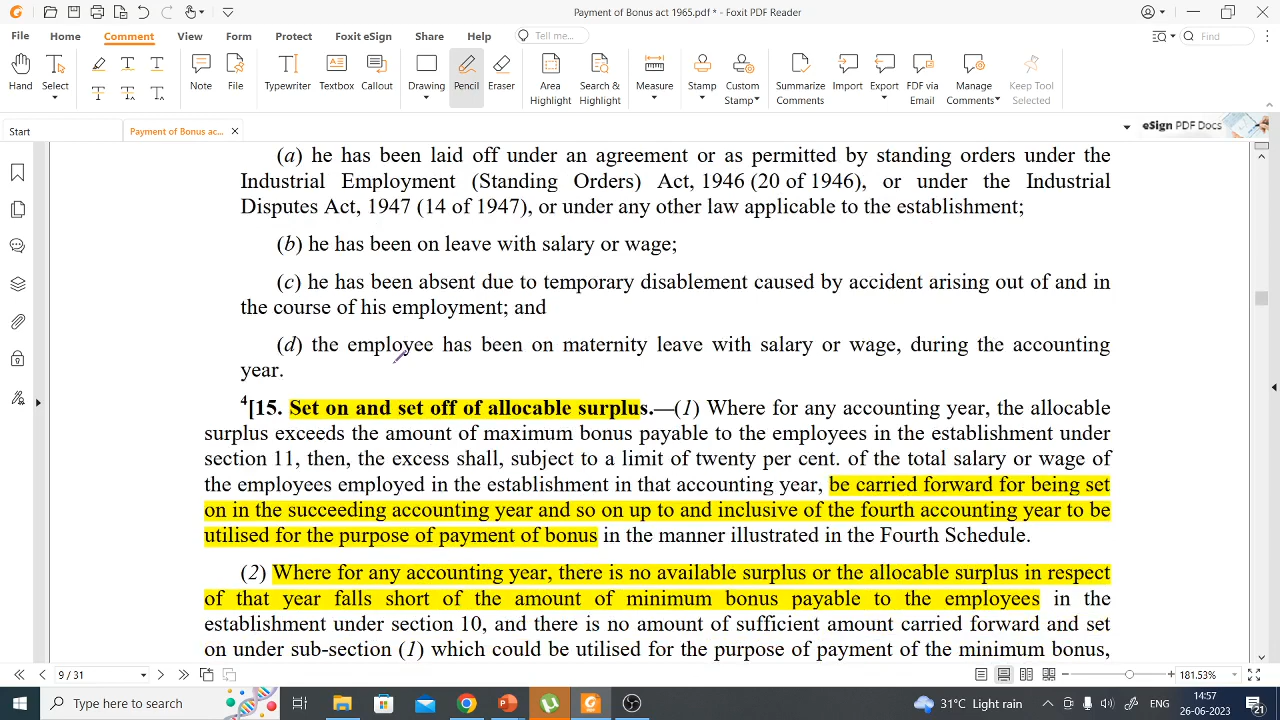 Payment of Bonus act 1965.pdf * - Foxit PDF Reader
File Home Comment View Form Protect Foxit eSign Share Help Tell me... Find
Hand Select Note File Typewriter Textbox Callout Drawing Pencil Eraser Area Highlight Search & Highlight Measure Stamp Custom Stamp Summarize Comments Import Export FDF via Email Manage Comments Keep Tool Selected
Start Payment of Bonus ac... eSign PDF Docs
(a) he has been laid off under an agreement or as permitted by standing orders under the
Industrial Employment (Standing Orders) Act, 1946 (20 of 1946), or under the Industrial
Disputes Act, 1947 (14 of 1947), or under any other law applicable to the establishment;
(b) he has been on leave with salary or wage;
(c) he has been absent due to temporary disablement caused by accident arising out of and in
the course of his employment; and
(d) the employee has been on maternity leave with salary or wage, during the accounting
year.
4[15. Set on and set off of allocable surplus.—(1) Where for any accounting year, the allocable
surplus exceeds the amount of maximum bonus payable to the employees in the establishment under
section 11, then, the excess shall, subject to a limit of twenty per cent. of the total salary or wage of
the employees employed in the establishment in that accounting year, be carried forward for being set
on in the succeeding accounting year and so on up to and inclusive of the fourth accounting year to be
utilised for the purpose of payment of bonus in the manner illustrated in the Fourth Schedule.
(2) Where for any accounting year, there is no available surplus or the allocable surplus in respect
of that year falls short of the amount of minimum bonus payable to the employees in the
establishment under section 10, and there is no amount of sufficient amount carried forward and set
on under sub-section (1) which could be utilised for the purpose of payment of the minimum bonus,
9 / 31 181.53%
Type here to search 31°C Light rain ENG 14:57
26-06-2023 21